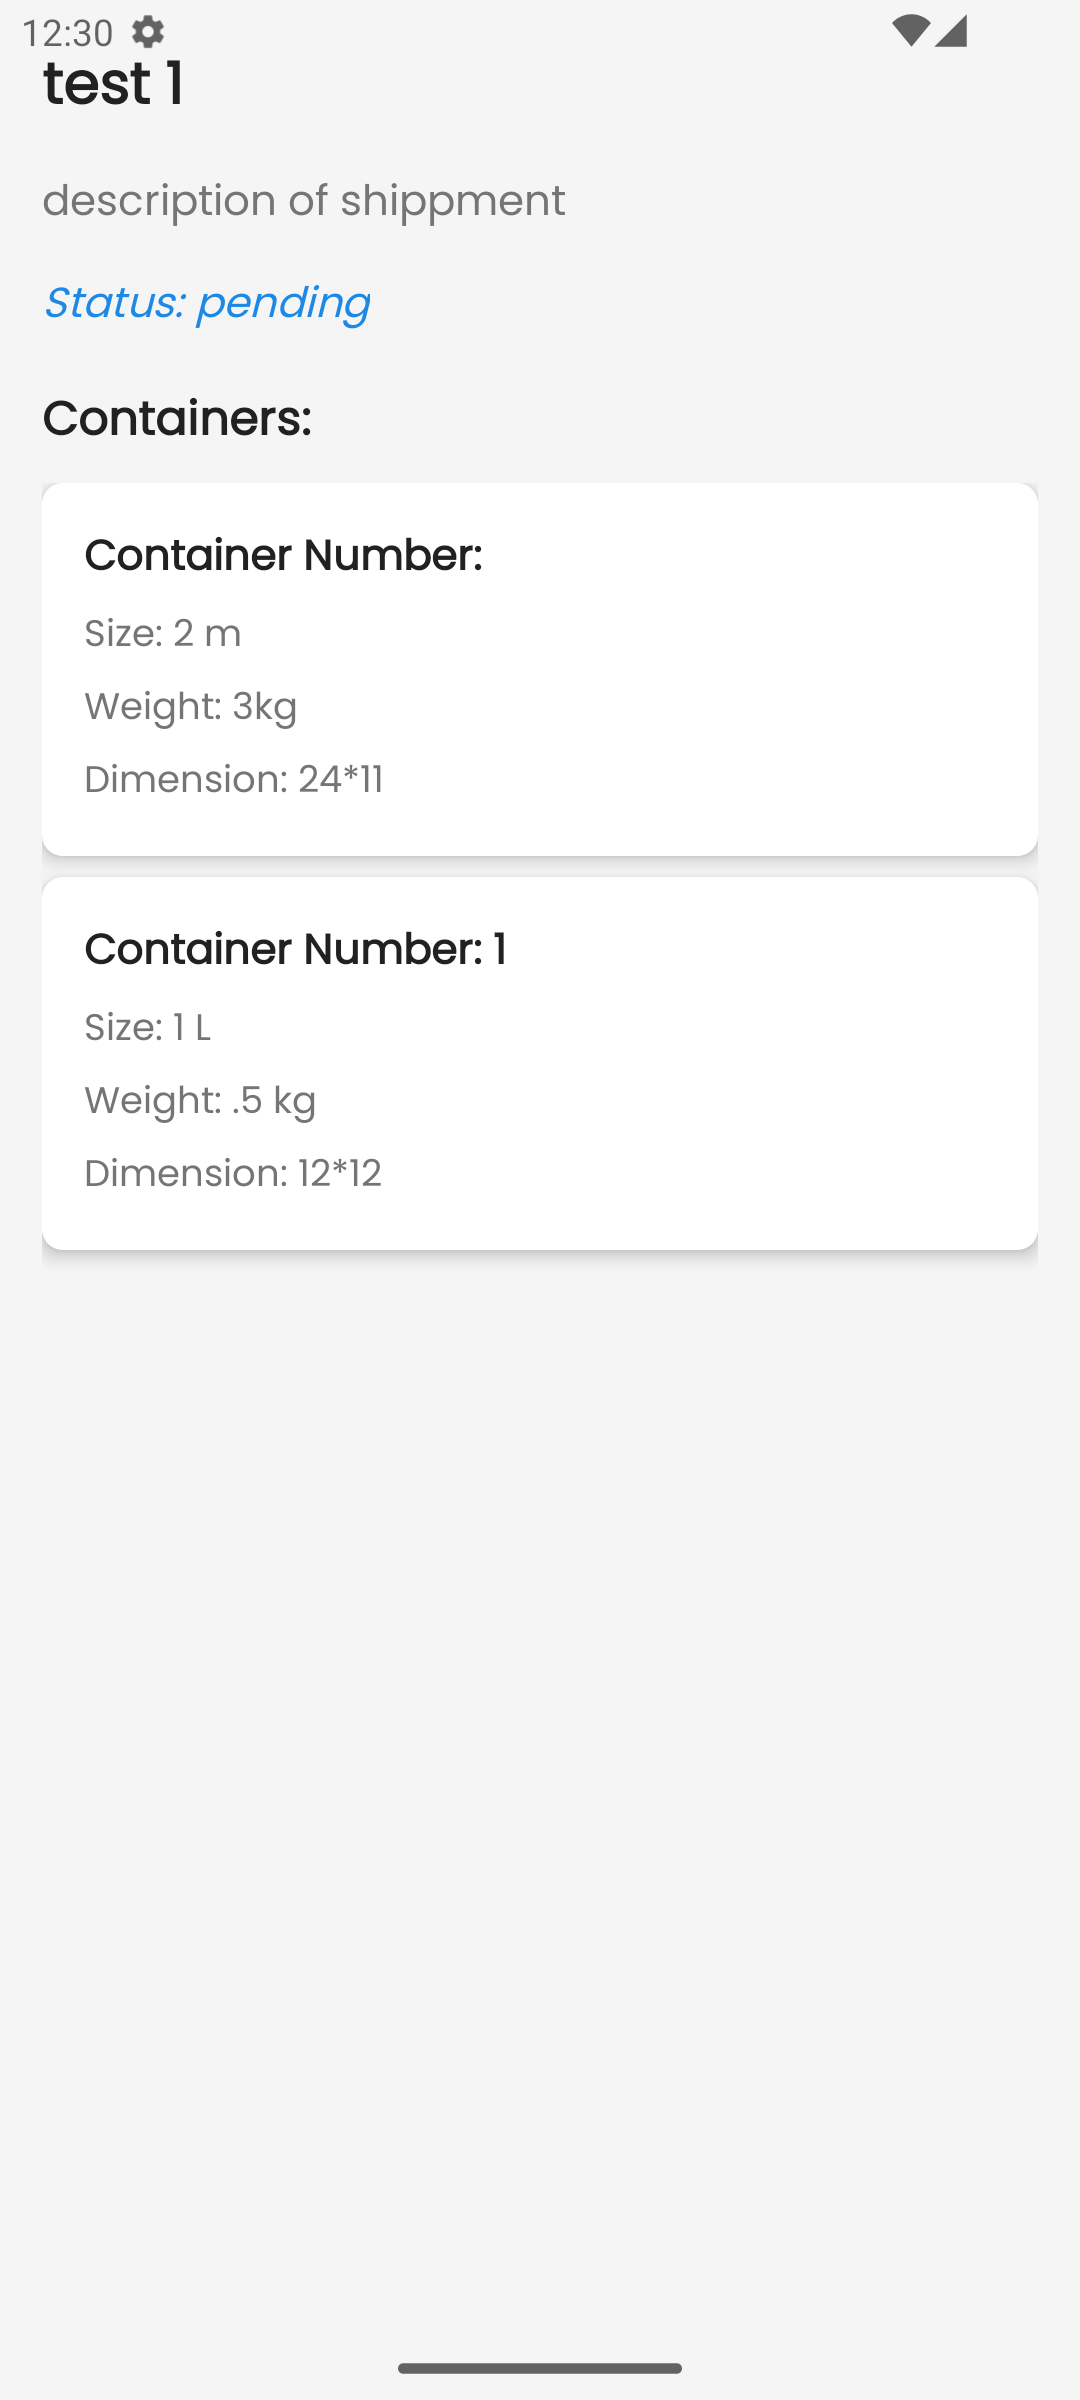 12:30
test 1
description of shippment
Status: pending
Containers:
Container Number:
Size: 2 m
Weight: 3kg
Dimension: 24*11
Container Number: 1
Size: 1 L
Weight: .5 kg
Dimension: 12*12